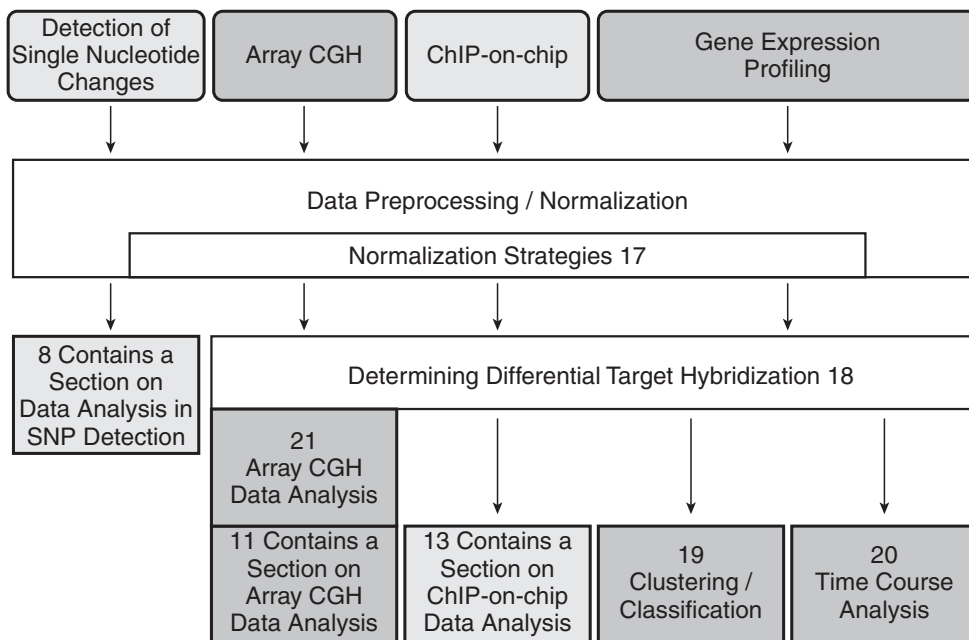 Detection of
Single Nucleotide
Changes
Array CGH
ChIP-on-chip
Gene Expression
Profiling
Data Preprocessing / Normalization
Normalization Strategies 17
8 Contains a
Section on
Data Analysis in
SNP Detection
Determining Differential Target Hybridization 18
21
Array CGH
Data Analysis
11 Contains a
Section on
Array CGH
Data Analysis
13 Contains a
Section on
ChIP-on-chip
Data Analysis
19
Clustering /
Classification
20
Time Course
Analysis